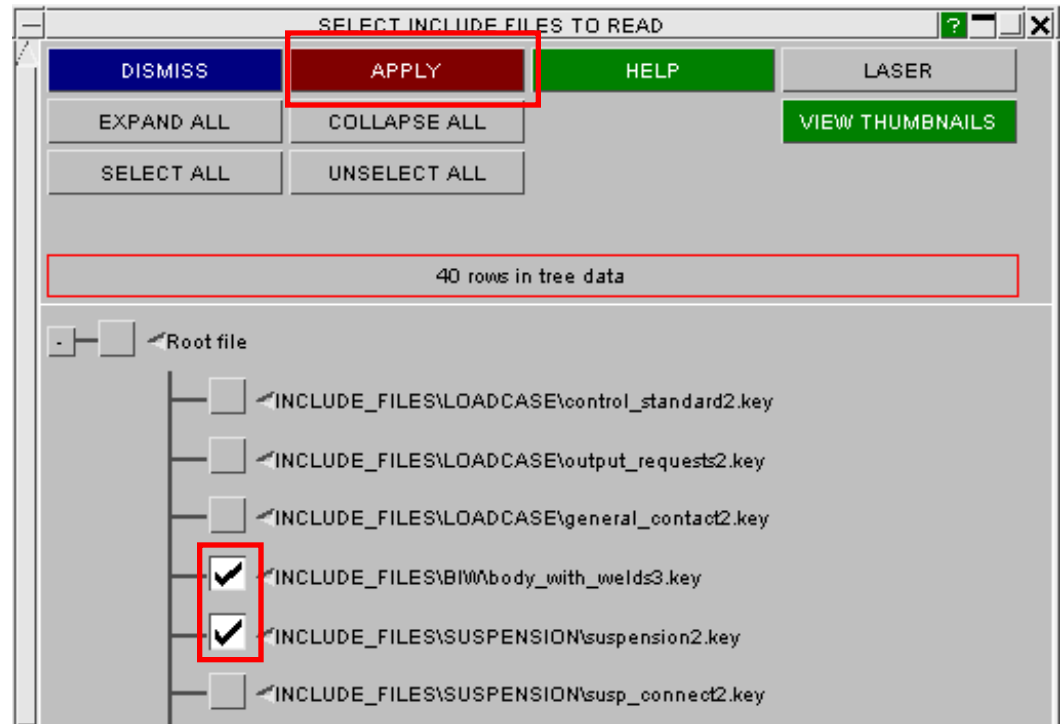 SELECT INCLUDE FILES TO READ ?
DISMISS APPLY HELP LASER
EXPAND ALL COLLAPSE ALL VIEW THUMBNAILS
SELECT ALL UNSELECT ALL
40 rows in tree data
Root file
INCLUDE_FILES\LOADCASE\control_standard2.key
INCLUDE_FILES\LOADCASE\output_requests2.key
INCLUDE_FILES\LOADCASE\general_contact2.key
INCLUDE_FILES\BIW\body_with_welds3.key
INCLUDE_FILES\SUSPENSION\suspension2.key
INCLUDE_FILES\SUSPENSION\susp_connect2.key